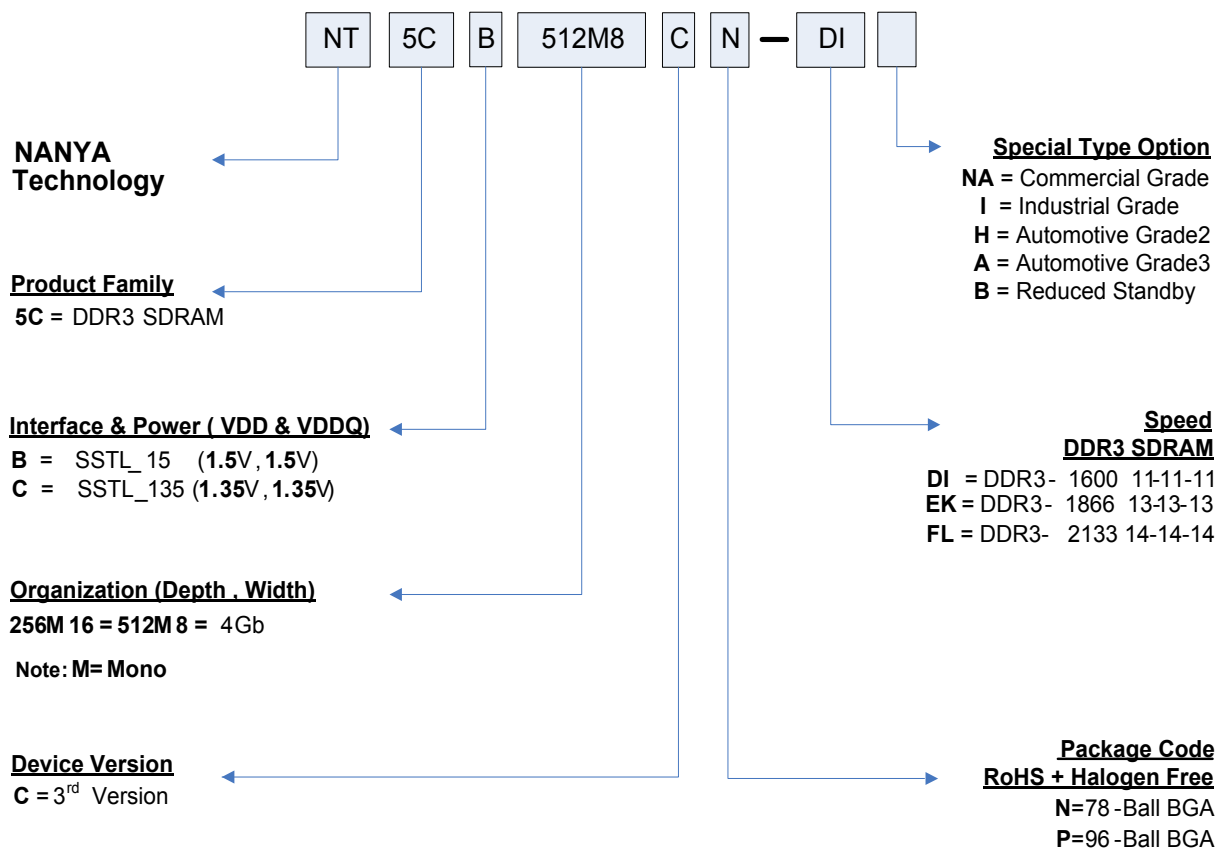 NT 5C B 512M8 C N – DI
NANYA
Technology
Product Family
5C = DDR3 SDRAM
Interface & Power ( VDD & VDDQ)
B = SSTL_15 (1.5V, 1.5V)
C = SSTL_135 (1.35V, 1.35V)
Organization (Depth , Width)
256M 16 = 512M 8 = 4Gb
Note: M= Mono
Device Version
C = 3rd Version
Special Type Option
NA = Commercial Grade
I = Industrial Grade
H = Automotive Grade2
A = Automotive Grade3
B = Reduced Standby
Speed
DDR3 SDRAM
DI = DDR3- 1600 11-11-11
EK = DDR3- 1866 13-13-13
FL = DDR3- 2133 14-14-14
Package Code
RoHS + Halogen Free
N=78 -Ball BGA
P=96 -Ball BGA